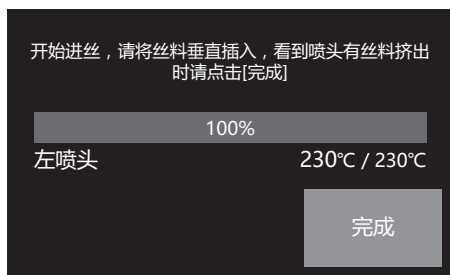 开始进丝，请将丝料垂直插入，看到喷头有丝料挤出
时请点击[完成]
100%
左喷头 230℃ / 230℃
完成